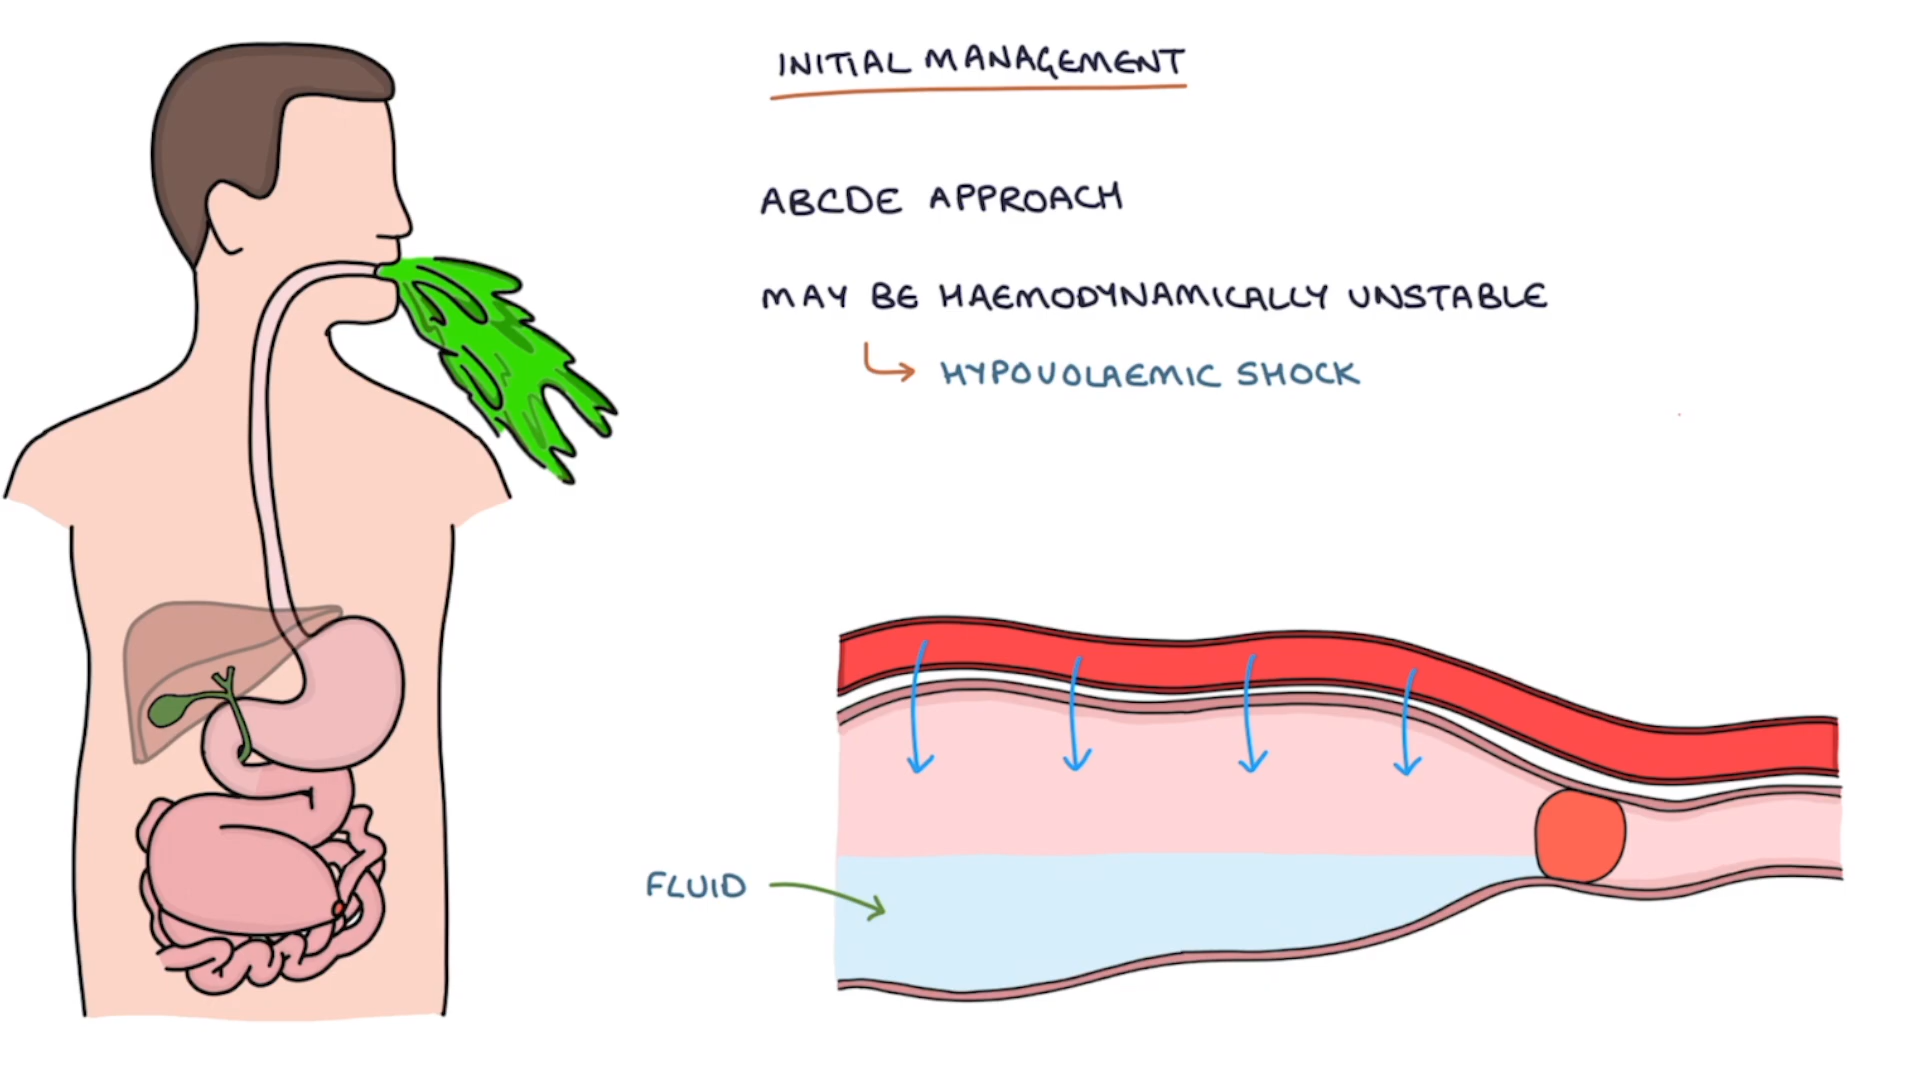 INITIAL MANAGEMENT
ABCDE APPROACH
MAY BE HAEMODYNAMICALLY UNSTABLE
HYPOVOLAEMIC SHOCK
FLUID